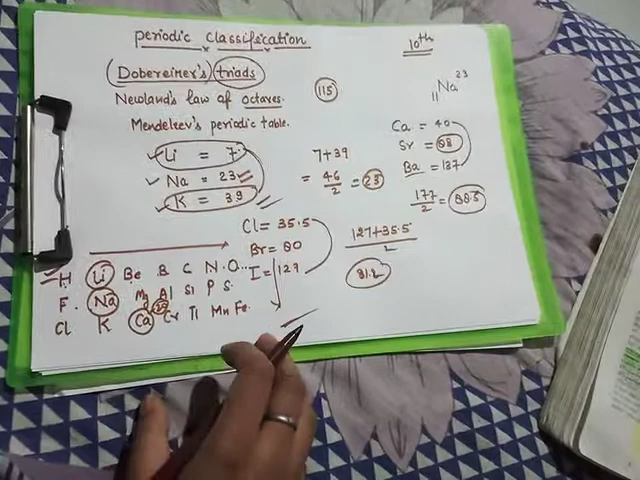 periodic classification
10th
(Dobereiner's) triads
Newland's law of octaves.
115
Mendeleev's periodic table.
11Na23
Li = 7
Na = 23
K = 39
7+39
= 46/2 = 23
Ca = 40
Sr = 88
Ba = 137
177/2 = 88.5
Cl = 35.5
Br = 80
I = 127
127+35.5/2
81.2
H Li Be B C N O...
F Na Mg Al Si P S.
Cl K Ca Cr Ti Mn Fe.